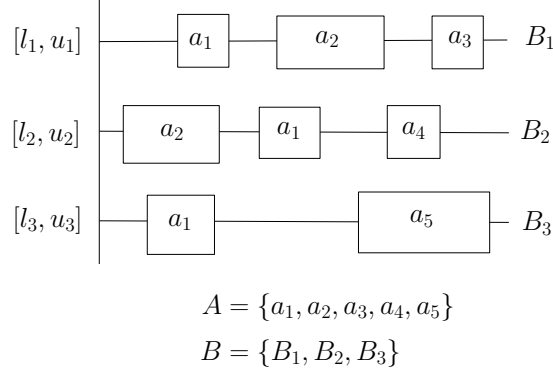 [l₁, u₁] a₁ a₂ a₃ B₁
[l₂, u₂] a₂ a₁ a₄ B₂
[l₃, u₃] a₁ a₅ B₃
A = {a₁, a₂, a₃, a₄, a₅}
B = {B₁, B₂, B₃}